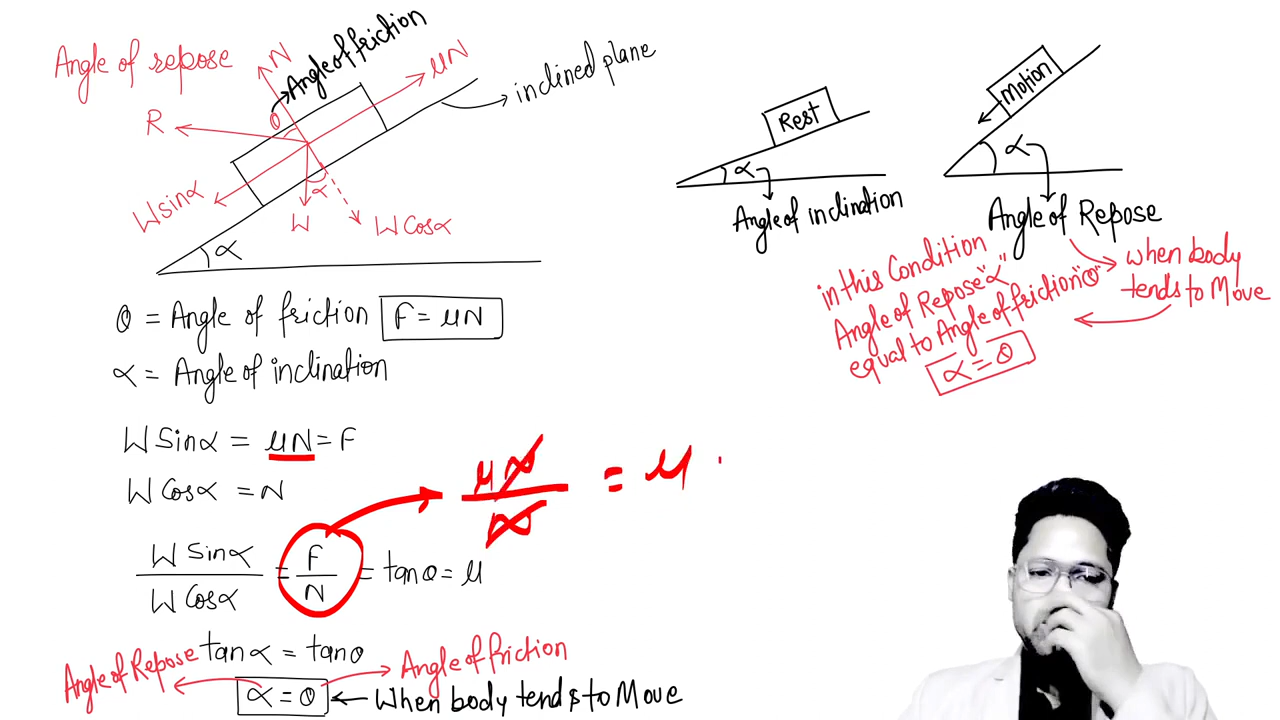 Angle of repose
N
Angle of friction
μN
inclined plane
θ
R
W sinα
α
W
W Cosα
α
θ = Angle of friction F = μN
α = Angle of inclination
W Sinα = μN = F
W Cosα = N
W Sinα / W Cosα = F / N = tanθ = μ
μN / N = μ
tanα = tanθ
Angle of Repose
Angle of friction
α = θ ← When body tends to Move
Rest
α
Angle of inclination
Motion
α
Angle of Repose
when body
tends to Move
in this Condition
Angle of Repose "α"
equal to Angle of friction "θ"
α = θ